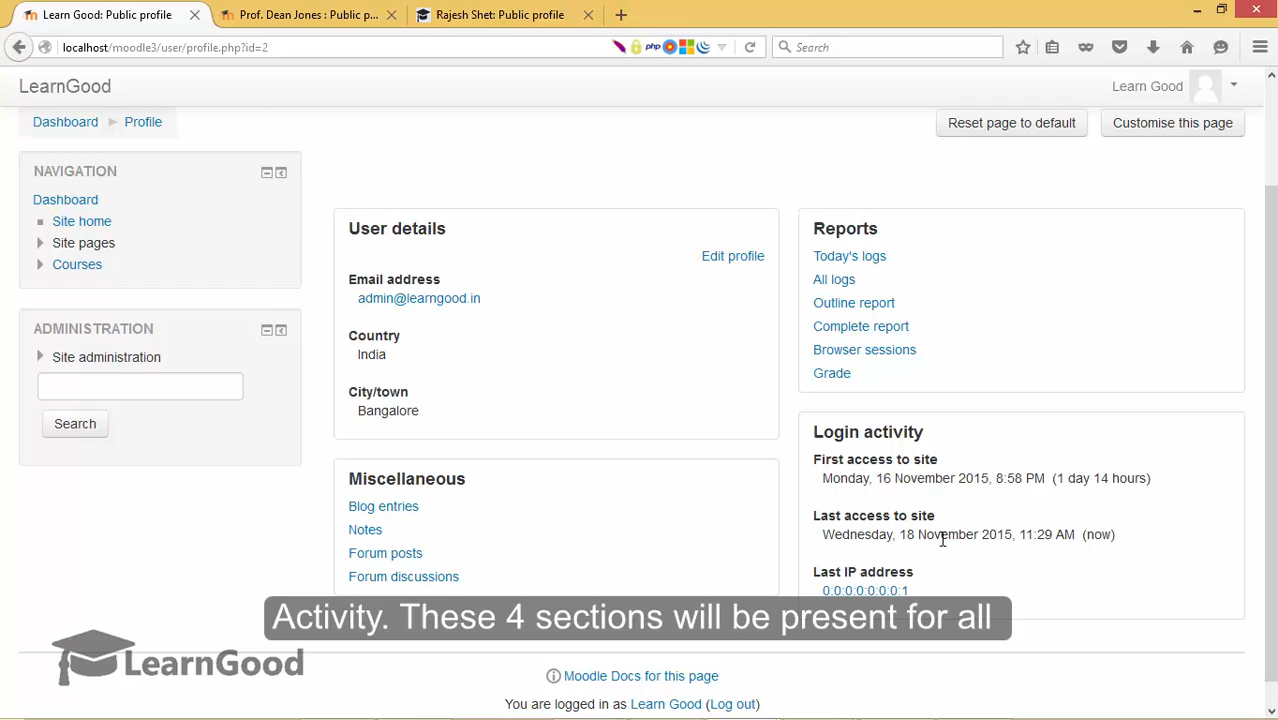 Learn Good: Public profile
Prof. Dean Jones : Public p...
Rajesh Shet: Public profile
localhost/moodle3/user/profile.php?id=2
php
Search
LearnGood
Learn Good
Dashboard
Profile
Reset page to default
Customise this page
NAVIGATION
Dashboard
Site home
Site pages
Courses
ADMINISTRATION
Site administration
Search
User details
Edit profile
Email address
admin@learngood.in
Country
India
City/town
Bangalore
Miscellaneous
Blog entries
Notes
Forum posts
Forum discussions
Reports
Today's logs
All logs
Outline report
Complete report
Browser sessions
Grade
Login activity
First access to site
Monday, 16 November 2015, 8:58 PM (1 day 14 hours)
Last access to site
Wednesday, 18 November 2015, 11:29 AM (now)
Last IP address
0:0:0:0:0:0:0:1
Activity. These 4 sections will be present for all
LearnGood
Moodle Docs for this page
You are logged in as Learn Good (Log out)